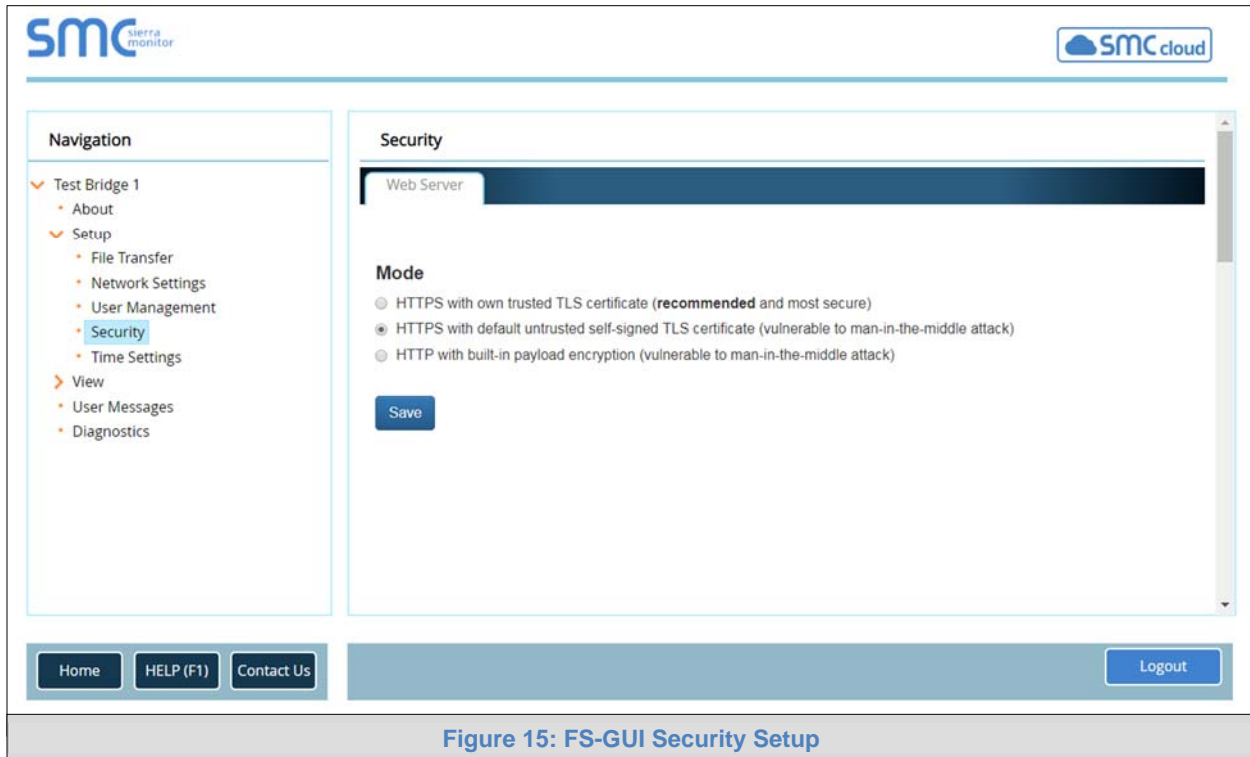 SMC sierra monitor
SMC cloud
Navigation
Test Bridge 1
About
Setup
File Transfer
Network Settings
User Management
Security
Time Settings
View
User Messages
Diagnostics
Security
Web Server
Mode
HTTPS with own trusted TLS certificate (recommended and most secure)
HTTPS with default untrusted self-signed TLS certificate (vulnerable to man-in-the-middle attack)
HTTP with built-in payload encryption (vulnerable to man-in-the-middle attack)
Save
Home
HELP (F1)
Contact Us
Logout
Figure 15: FS-GUI Security Setup